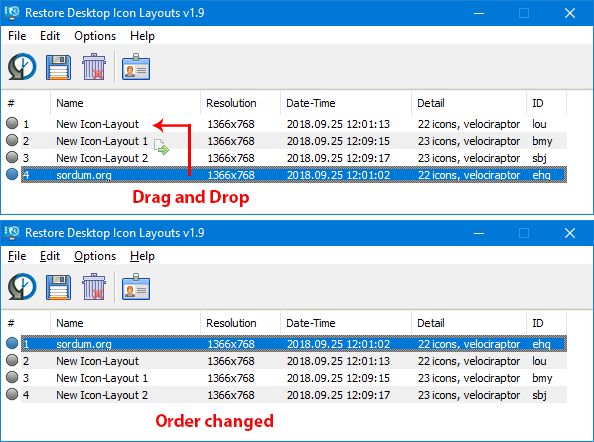 Restore Desktop Icon Layouts v1.9
File Edit Options Help
# Name Resolution Date-Time Detail ID
1 New Icon-Layout 1366x768 2018.09.25 12:01:13 22 icons, velociraptor lou
2 New Icon-Layout 1 1366x768 2018.09.25 12:09:15 23 icons, velociraptor bmy
3 New Icon-Layout 2 1366x768 2018.09.25 12:09:17 23 icons, velociraptor sbj
4 sordum.org 1366x768 2018.09.25 12:01:02 22 icons, velociraptor ehq
Drag and Drop
Restore Desktop Icon Layouts v1.9
File Edit Options Help
# Name Resolution Date-Time Detail ID
1 sordum.org 1366x768 2018.09.25 12:01:02 22 icons, velociraptor ehq
2 New Icon-Layout 1366x768 2018.09.25 12:01:13 22 icons, velociraptor lou
3 New Icon-Layout 1 1366x768 2018.09.25 12:09:15 23 icons, velociraptor bmy
4 New Icon-Layout 2 1366x768 2018.09.25 12:09:17 23 icons, velociraptor sbj
Order changed